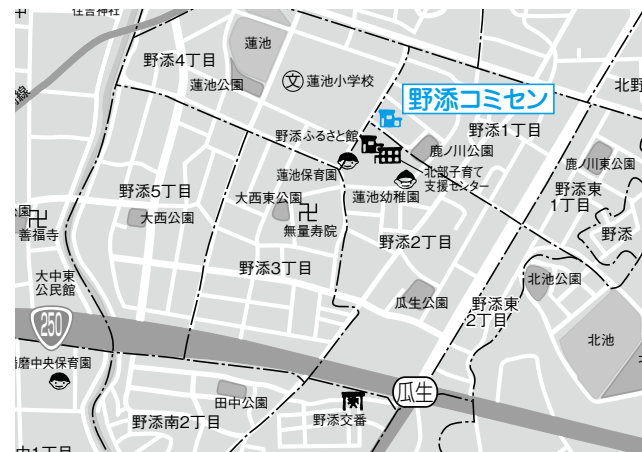 住吉神社
蓮池
野添4丁目
蓮池公園
文
蓮池小学校
野添コミセン
北野
野添ふるさと館
野添1丁目
鹿ノ川公園
北部子育て
支援センター
鹿ノ川東公園
野添東
1丁目
蓮池保育園
蓮池幼稚園
野添5丁目
大西公園
大西東公園
無量寿院
野添2丁目
野添
公園
善福寺
大中東
公民館
野添3丁目
瓜生公園
北池公園
野添東
2丁目
北池
250
播磨中央保育園
瓜生
田中公園
野添交番
野添南2丁目
中1丁目